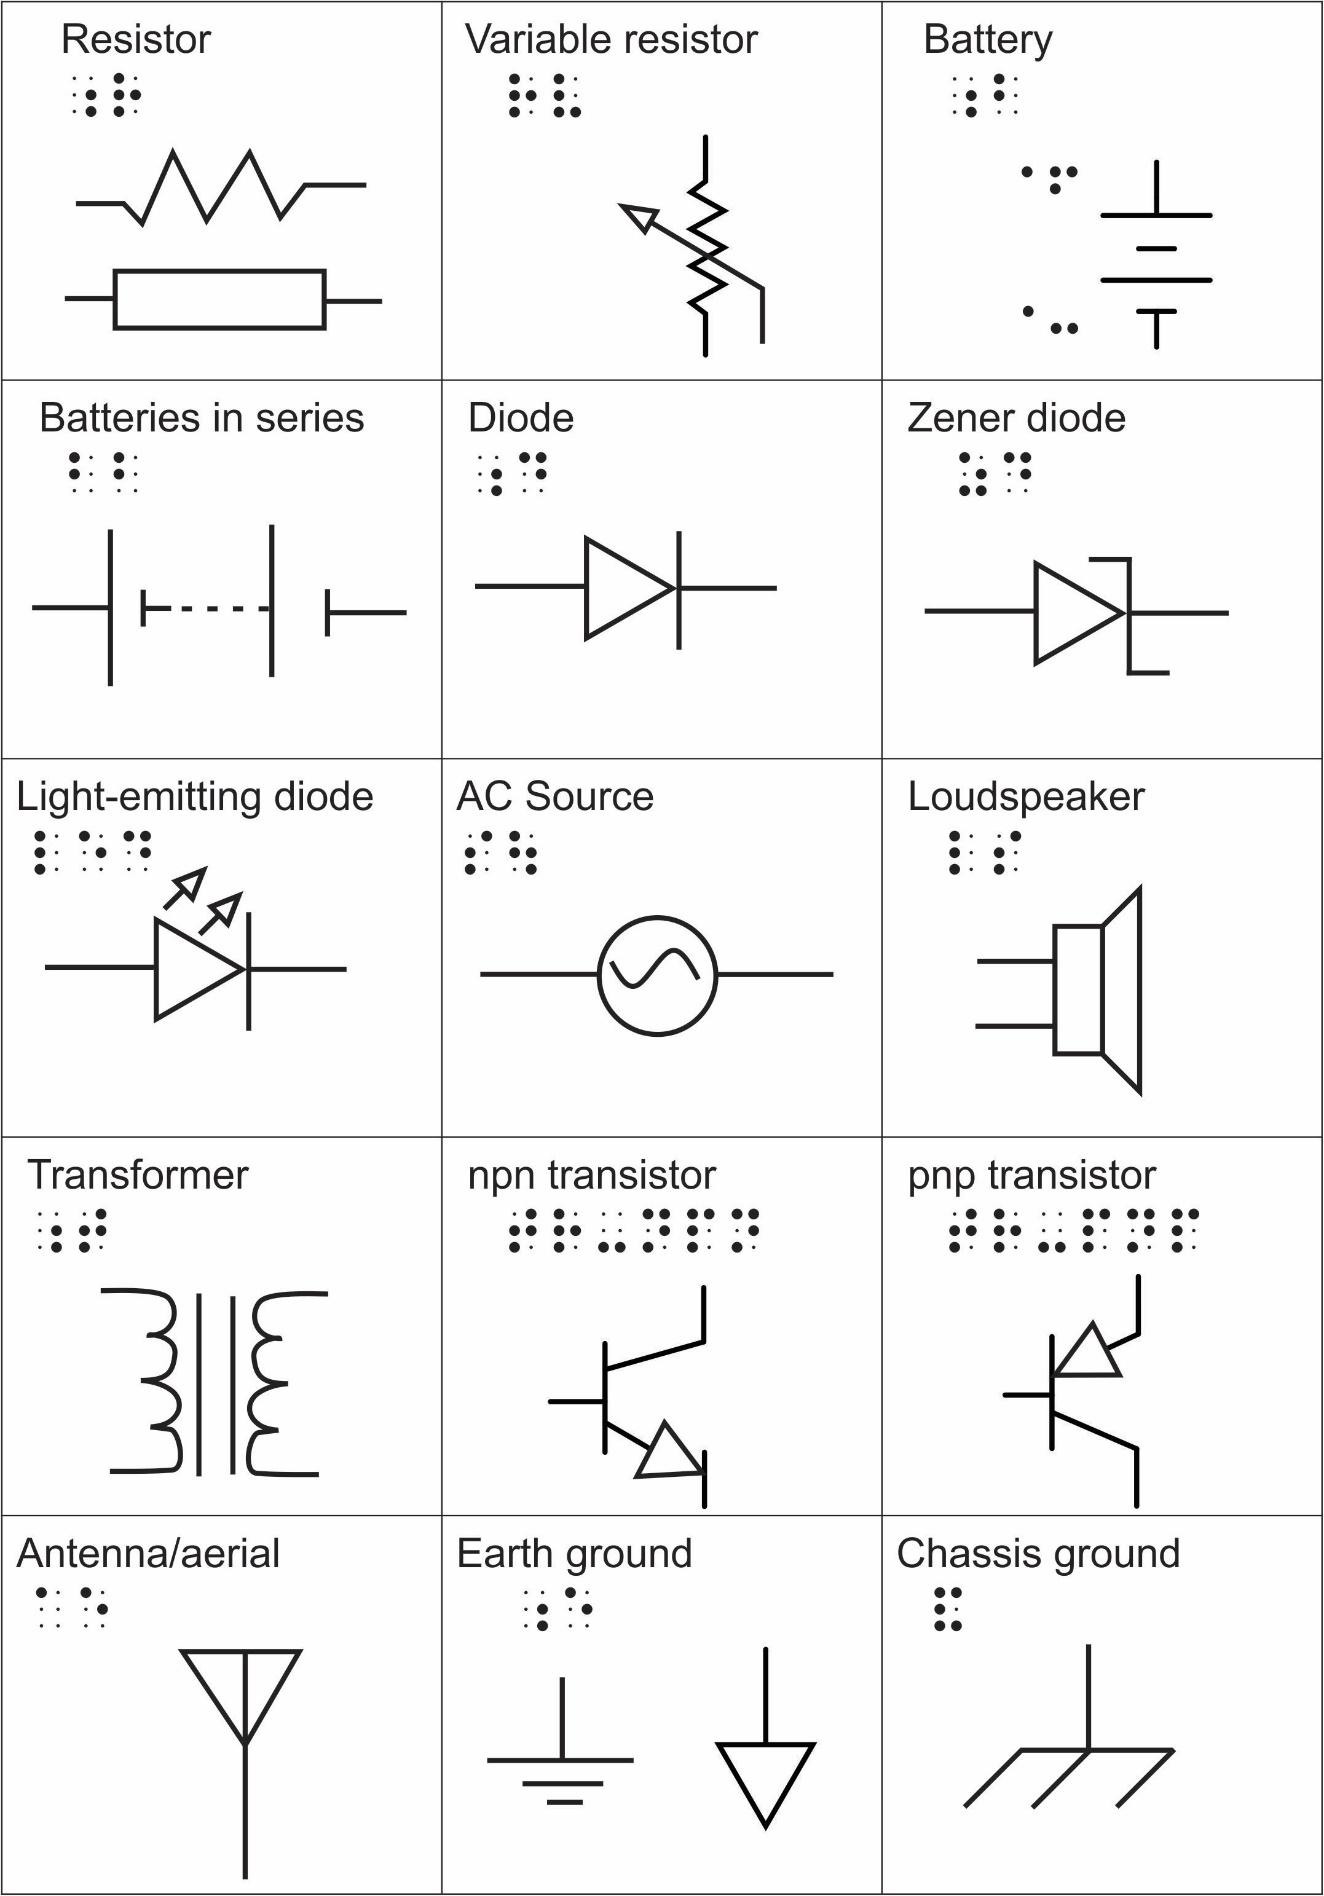 Resistor
⠰⠗
Variable resistor
⠗⠧
Battery
⠰⠃
⠐⠖
⠐⠤
Batteries in series
⠃⠃
Diode
⠰⠙
Zener diode
⠵⠙
Light-emitting diode
⠇⠑⠙
AC Source
⠎⠳
Loudspeaker
⠇⠎
Transformer
⠰⠞
npn transistor
⠞⠗⠤⠝⠏⠝
pnp transistor
⠞⠗⠤⠏⠝⠏
Antenna/aerial
⠁⠑
Earth ground
⠰⠑
Chassis ground
⠯